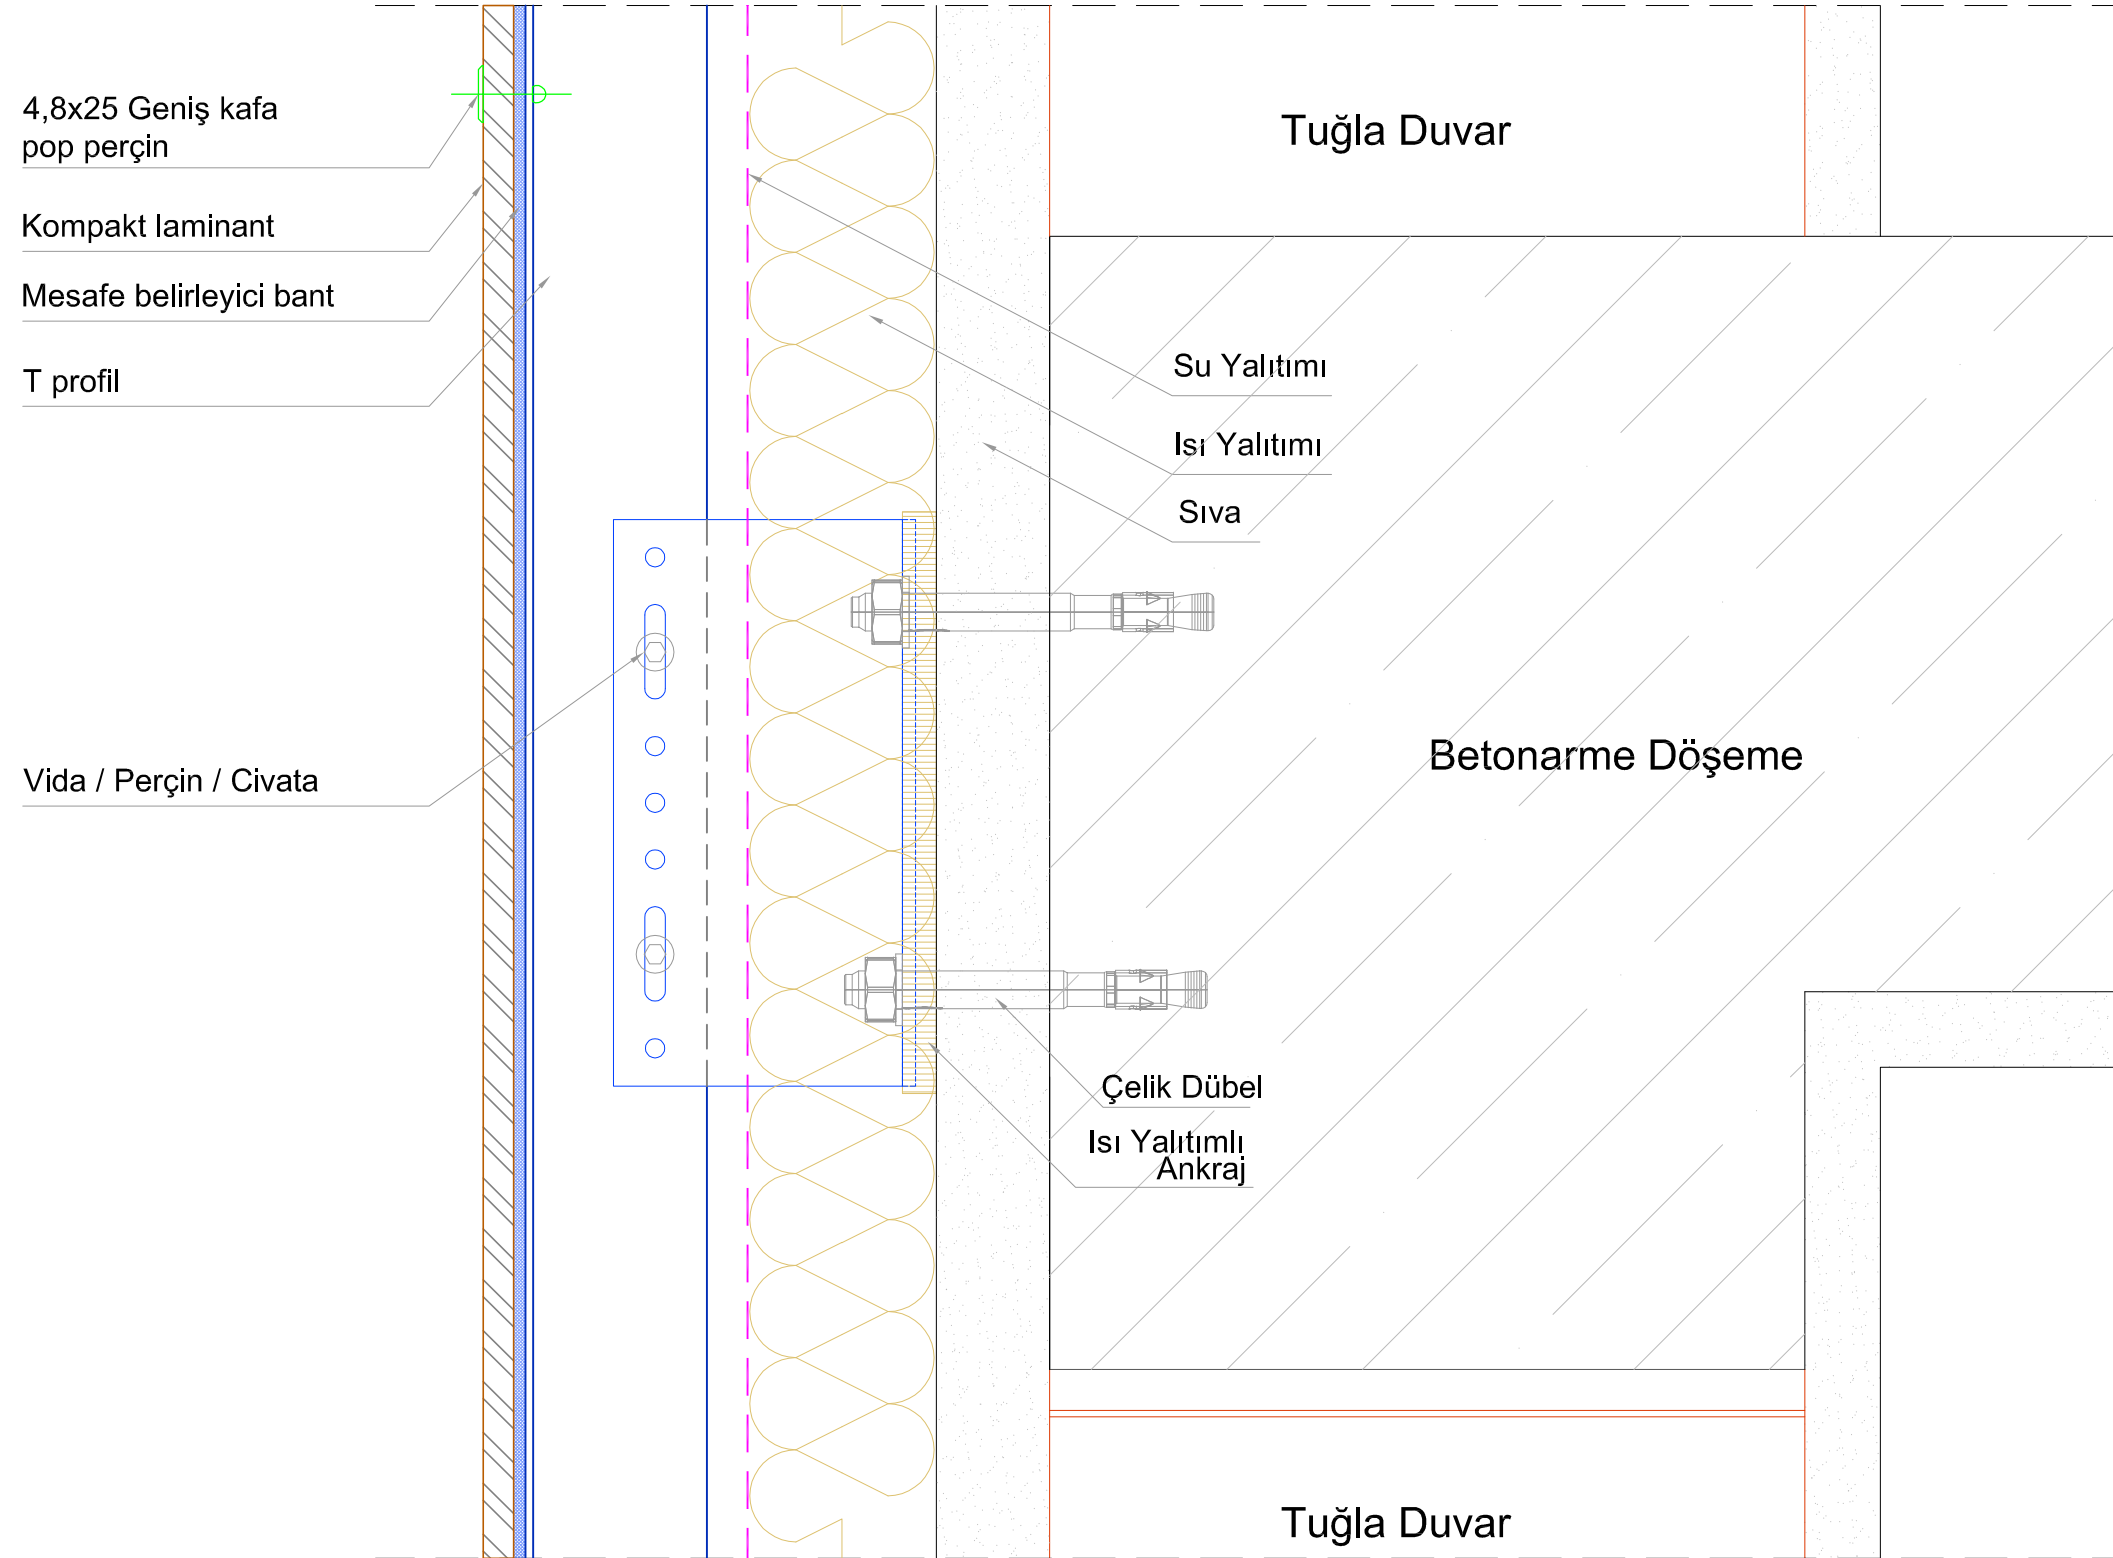 4,8x25 Geniş kafa
pop perçin
Kompakt laminant
Mesafe belirleyici bant
T profil
Vida / Perçin / Civata
Tuğla Duvar
Su Yalıtımı
Isı Yalıtımı
Sıva
Betonarme Döşeme
Çelik Dübel
Isı Yalıtımlı
Ankraj
Tuğla Duvar